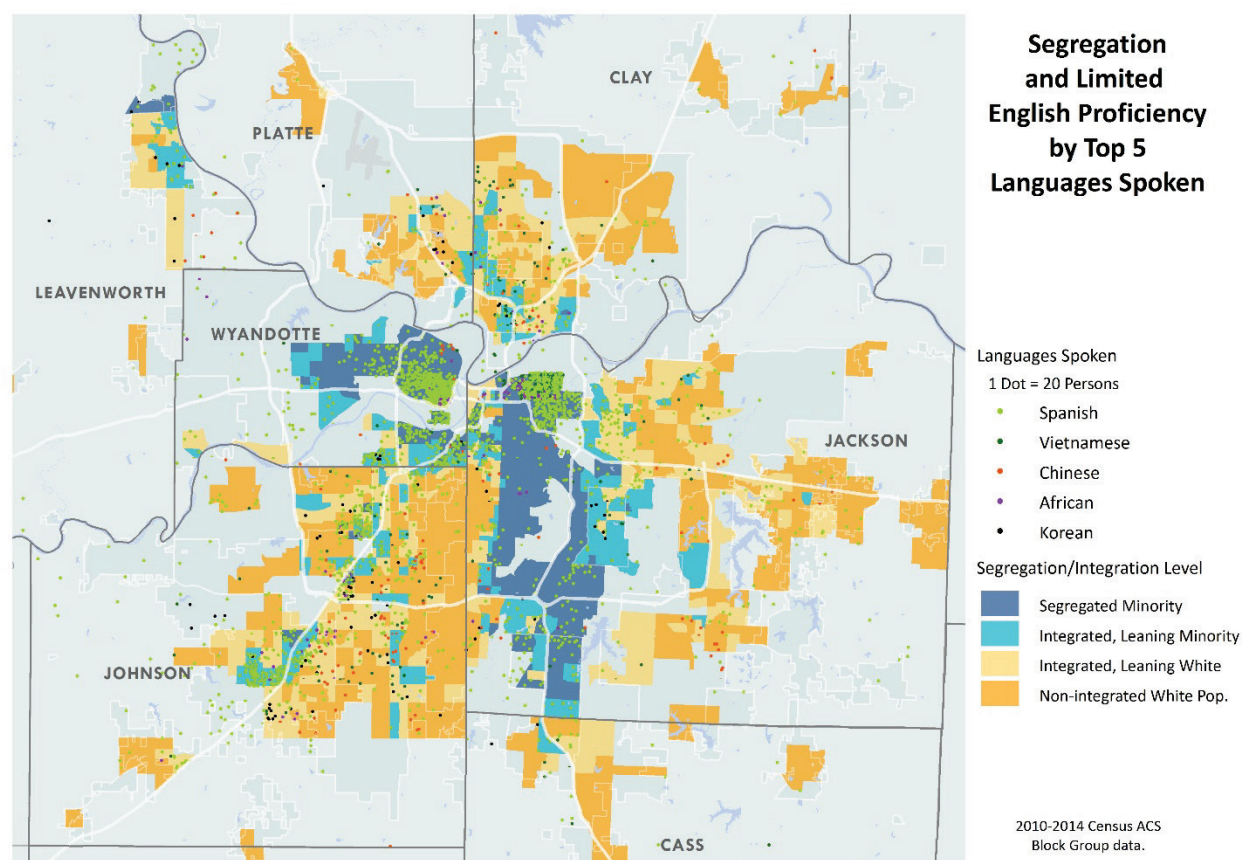 Segregation
and Limited
English Proficiency
by Top 5
Languages Spoken
CLAY
PLATTE
LEAVENWORTH
WYANDOTTE
JACKSON
JOHNSON
CASS
Languages Spoken
1 Dot = 20 Persons
Spanish
Vietnamese
Chinese
African
Korean
Segregation/Integration Level
Segregated Minority
Integrated, Leaning Minority
Integrated, Leaning White
Non-integrated White Pop.
2010-2014 Census ACS
Block Group data.